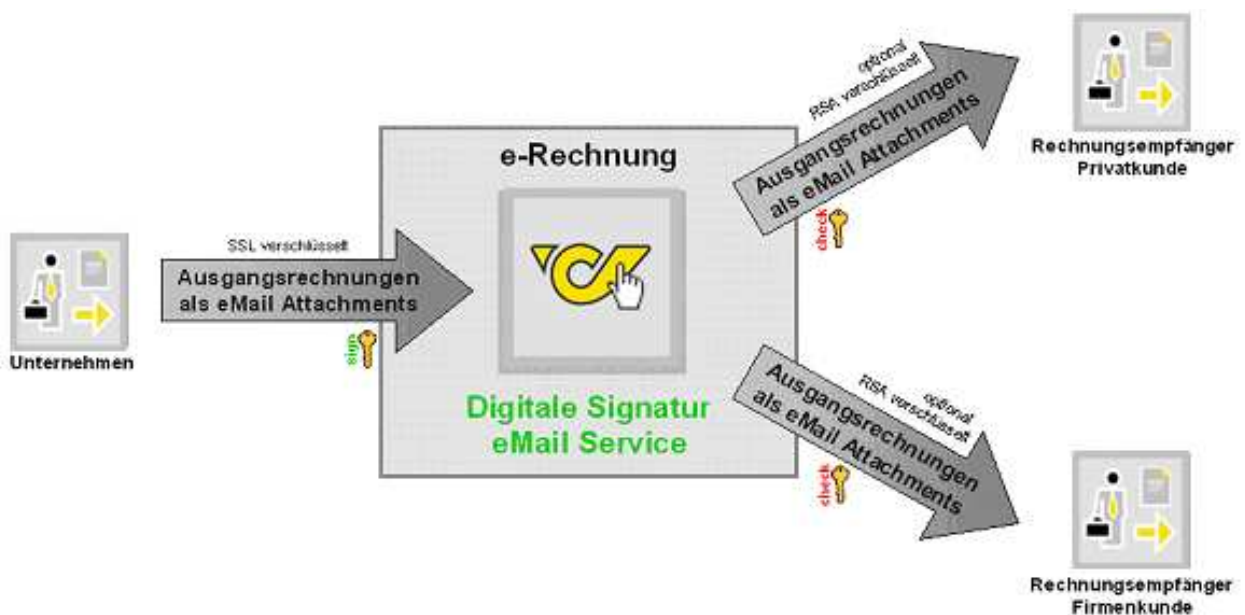 Unternehmen
SSL verschlüsselt
Ausgangsrechnungen
als eMail Attachments
sign
e-Rechnung
Digitale Signatur
eMail Service
optional
RSA verschlüsselt
Ausgangsrechnungen
als eMail Attachments
check
Rechnungsempfänger
Privatkunde
optional
RSA verschlüsselt
Ausgangsrechnungen
als eMail Attachments
check
Rechnungsempfänger
Firmenkunde